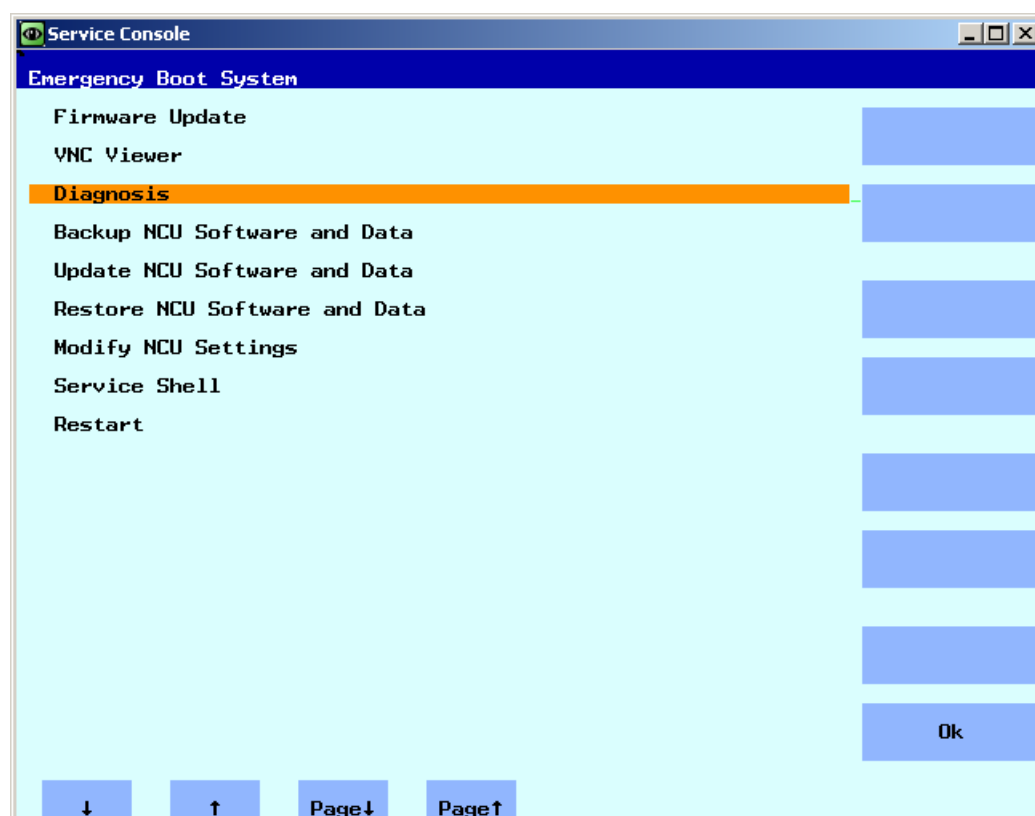 Service Console
Emergency Boot System
Firmware Update
VNC Viewer
Diagnosis
Backup NCU Software and Data
Update NCU Software and Data
Restore NCU Software and Data
Modify NCU Settings
Service Shell
Restart
Ok
↓ ↑ Page↓ Page↑